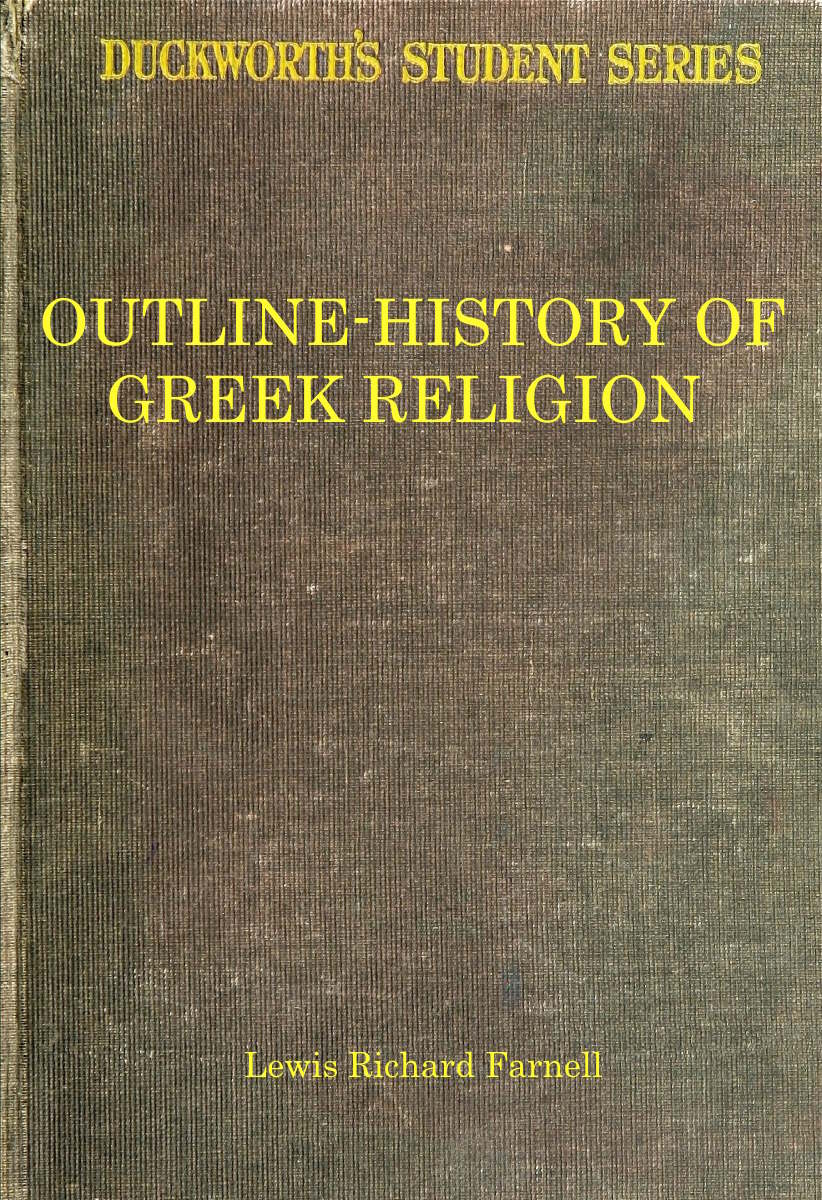 DUCKWORTH'S STUDENT SERIES
OUTLINE-HISTORY OF
GREEK RELIGION
Lewis Richard Farnell